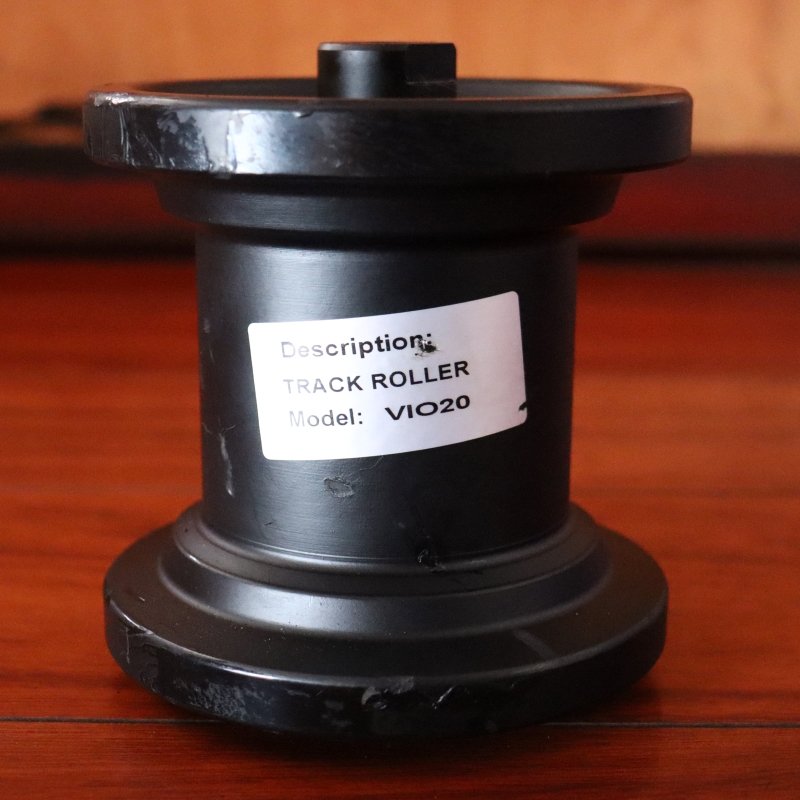 Description:
TRACK ROLLER
Model: VIO20